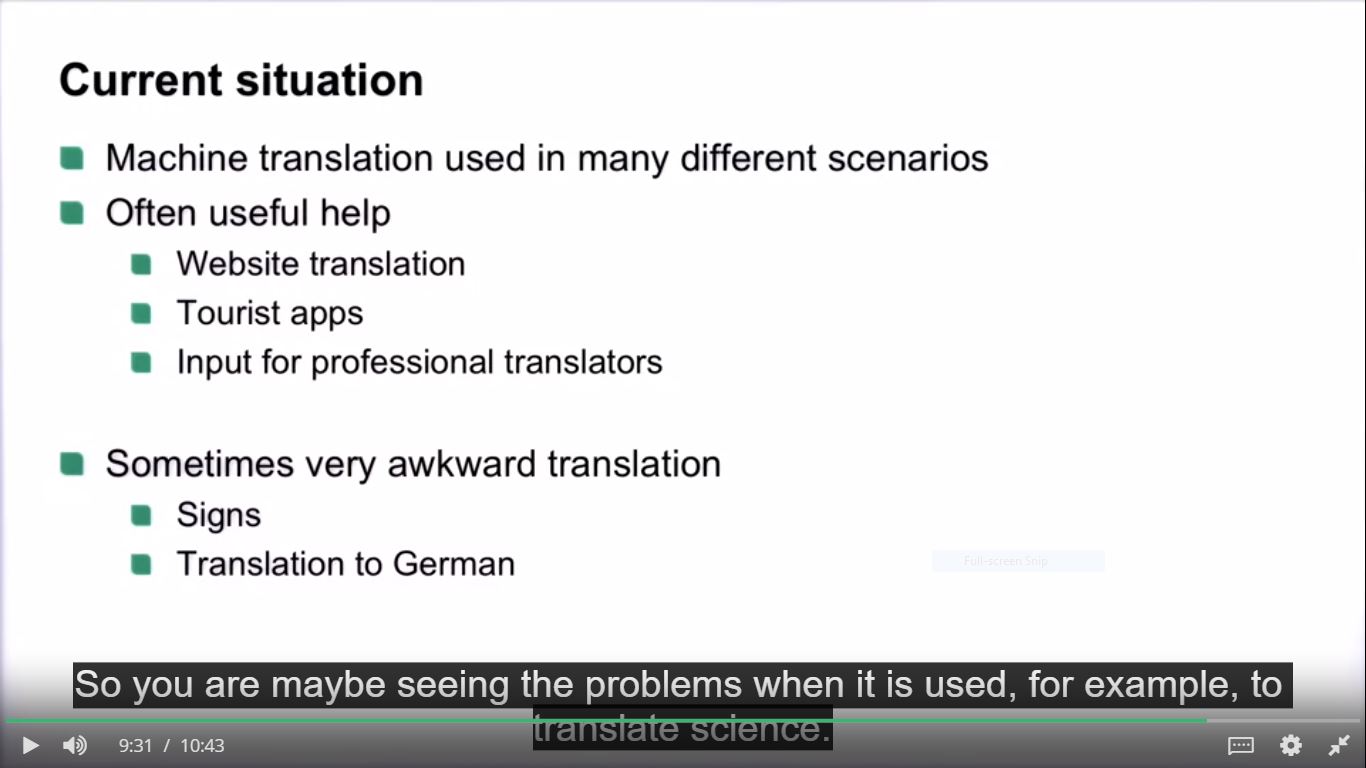 Current situation
Machine translation used in many different scenarios
Often useful help
Website translation
Tourist apps
Input for professional translators
Sometimes very awkward translation
Signs
Translation to German
Full-screen Snip
So you are maybe seeing the problems when it is used, for example, to
translate science.
9:31 / 10:43